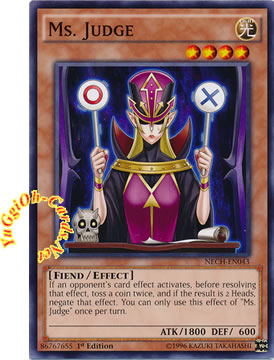 Ms. Judge
光
NECH-EN043
[FIEND / EFFECT]
If an opponent's card effect activates, before resolving
that effect, toss a coin twice, and if the result is 2 Heads,
negate that effect. You can only use this effect of "Ms.
Judge" once per turn.
ATK/1800 DEF/ 600
86767655 1st Edition ©1996 KAZUKI TAKAHASHI
YuGgiOh-Cards.Net